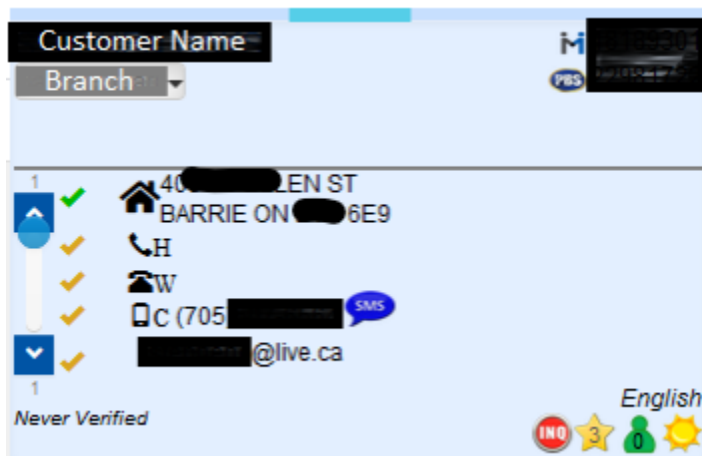 Customer Name
Branch
PBS
1
40 LEN ST
BARRIE ON 6E9
H
W
C (705 SMS
@live.ca
1
Never Verified
English
INQ 3 0